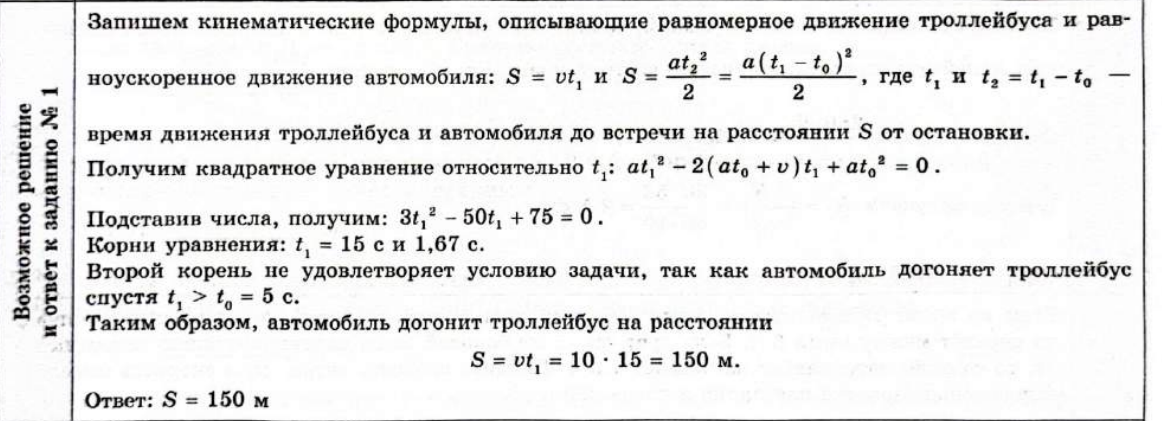 Возможное решение
и ответ к заданию № 1
Запишем кинематические формулы, описывающие равномерное движение троллейбуса и рав-
ноускоренное движение автомобиля: S = vt₁ и S = at₂²/2 = a(t₁ − t₀)²/2, где t₁ и t₂ = t₁ − t₀ —
время движения троллейбуса и автомобиля до встречи на расстоянии S от остановки.
Получим квадратное уравнение относительно t₁: at₁² − 2(at₀ + v)t₁ + at₀² = 0.
Подставив числа, получим: 3t₁² − 50t₁ + 75 = 0.
Корни уравнения: t₁ = 15 с и 1,67 с.
Второй корень не удовлетворяет условию задачи, так как автомобиль догоняет троллейбус
спустя t₁ > t₀ = 5 с.
Таким образом, автомобиль догонит троллейбус на расстоянии
S = vt₁ = 10 · 15 = 150 м.
Ответ: S = 150 м